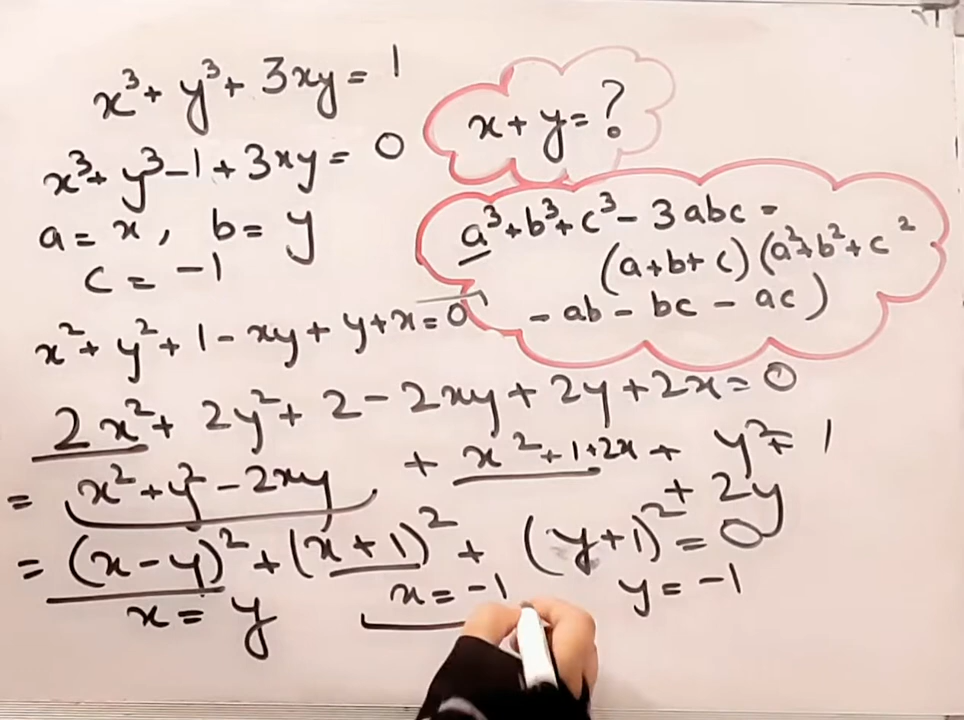 x³ + y³ + 3xy = 1
x + y = ?
x³ + y³ - 1 + 3xy = 0
a = x, b = y
c = -1
a³ + b³ + c³ - 3abc =
(a + b + c) (a² + b² + c²
- ab - bc - ac)
x² + y² + 1 - xy + y + x = 0
2x² + 2y² + 2 - 2xy + 2y + 2x = 0
= x² + y² - 2xy + x² + 1 + 2x + y² + 1
+ 2y
= (x - y)² + (x + 1)² + (y + 1)² = 0
x = y x = -1 y = -1